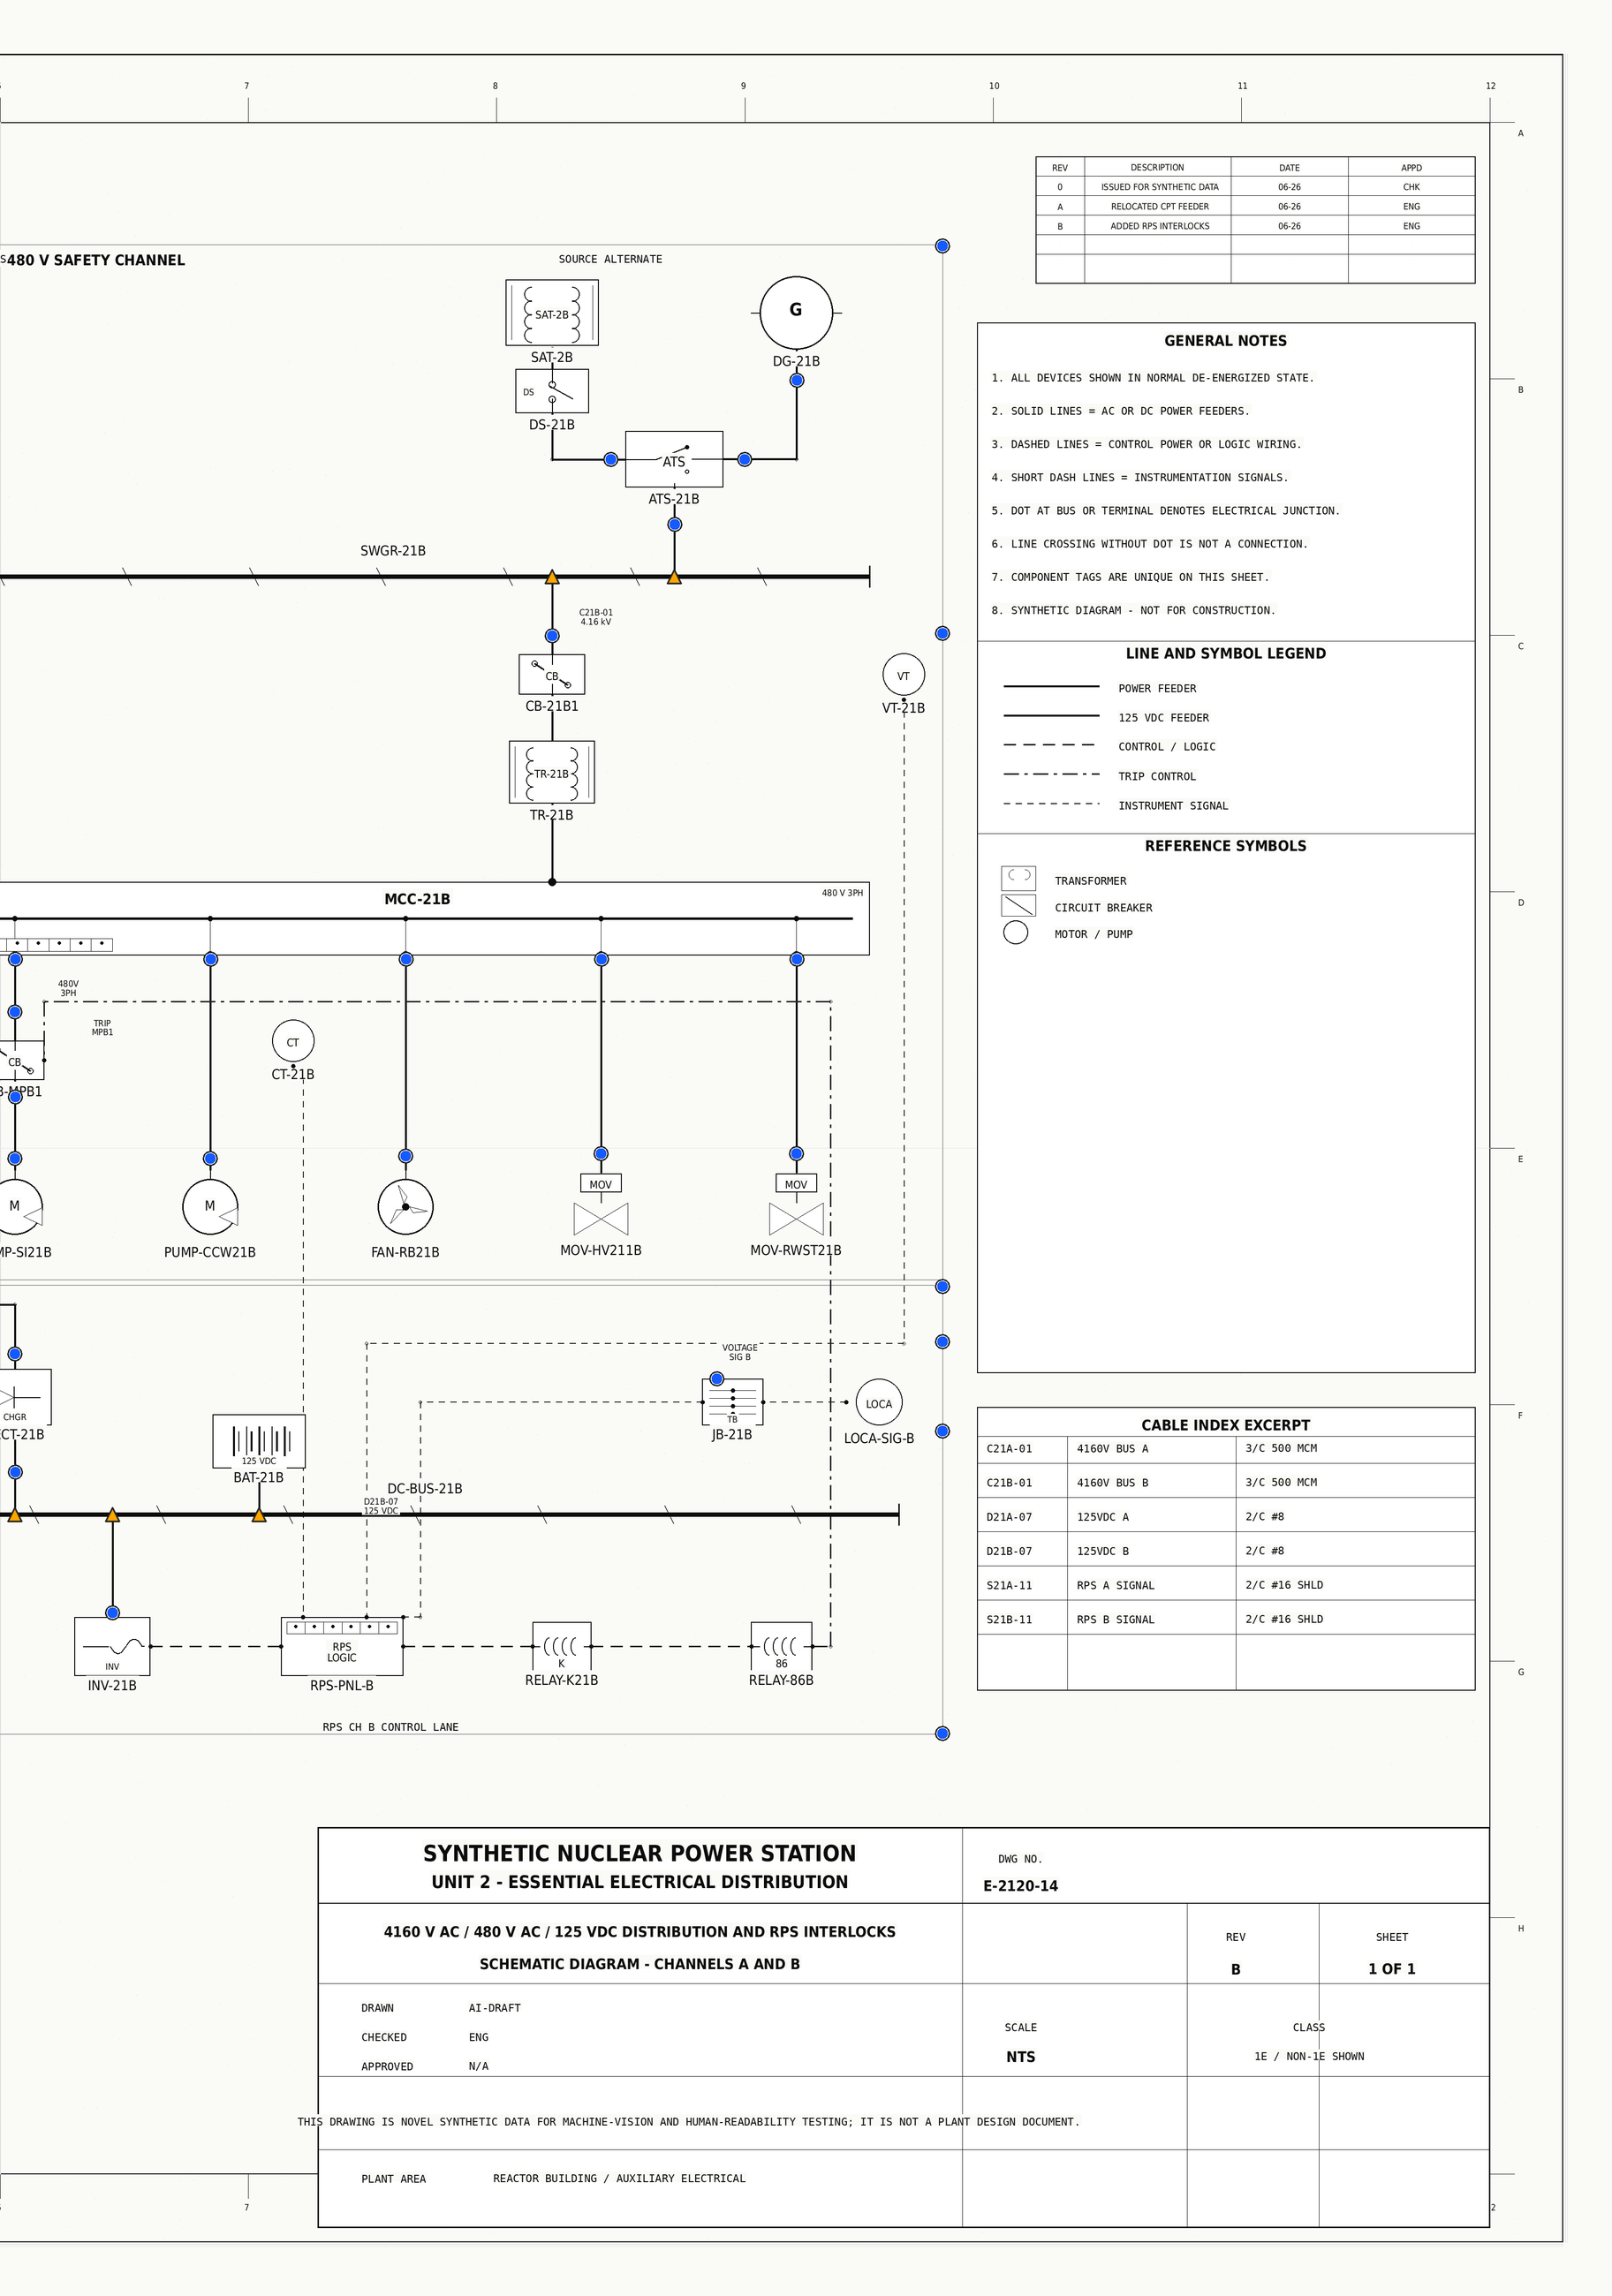 7 8 9 10 11 12
A
REV DESCRIPTION DATE APPD
0 ISSUED FOR SYNTHETIC DATA 06-26 CHK
A RELOCATED CPT FEEDER 06-26 ENG
B ADDED RPS INTERLOCKS 06-26 ENG
480 V SAFETY CHANNEL
SOURCE ALTERNATE
SAT-2B
SAT-2B
G
DG-21B
DS
DS-21B
ATS
ATS-21B
SWGR-21B
C21B-01
4.16 kV
CB
CB-21B1
VT
VT-21B
TR-21B
TR-21B
MCC-21B
480 V 3PH
480V
3PH
TRIP
MPB1
CB
B-MPB1
CT
CT-21B
M
MP-SI21B
M
PUMP-CCW21B
FAN-RB21B
MOV
MOV-HV211B
MOV
MOV-RWST21B
VOLTAGE
SIG B
CHGR
ECT-21B
125 VDC
BAT-21B
TB
JB-21B
LOCA
LOCA-SIG-B
DC-BUS-21B
D21B-07
125 VDC
INV
INV-21B
RPS
LOGIC
RPS-PNL-B
K
RELAY-K21B
86
RELAY-86B
RPS CH B CONTROL LANE
GENERAL NOTES
1. ALL DEVICES SHOWN IN NORMAL DE-ENERGIZED STATE.
2. SOLID LINES = AC OR DC POWER FEEDERS.
3. DASHED LINES = CONTROL POWER OR LOGIC WIRING.
4. SHORT DASH LINES = INSTRUMENTATION SIGNALS.
5. DOT AT BUS OR TERMINAL DENOTES ELECTRICAL JUNCTION.
6. LINE CROSSING WITHOUT DOT IS NOT A CONNECTION.
7. COMPONENT TAGS ARE UNIQUE ON THIS SHEET.
8. SYNTHETIC DIAGRAM - NOT FOR CONSTRUCTION.
LINE AND SYMBOL LEGEND
POWER FEEDER
125 VDC FEEDER
CONTROL / LOGIC
TRIP CONTROL
INSTRUMENT SIGNAL
REFERENCE SYMBOLS
TRANSFORMER
CIRCUIT BREAKER
MOTOR / PUMP
CABLE INDEX EXCERPT
C21A-01 4160V BUS A 3/C 500 MCM
C21B-01 4160V BUS B 3/C 500 MCM
D21A-07 125VDC A 2/C #8
D21B-07 125VDC B 2/C #8
S21A-11 RPS A SIGNAL 2/C #16 SHLD
S21B-11 RPS B SIGNAL 2/C #16 SHLD
B
C
D
E
F
G
H
SYNTHETIC NUCLEAR POWER STATION
UNIT 2 - ESSENTIAL ELECTRICAL DISTRIBUTION
DWG NO.
E-2120-14
4160 V AC / 480 V AC / 125 VDC DISTRIBUTION AND RPS INTERLOCKS
SCHEMATIC DIAGRAM - CHANNELS A AND B
REV
B
SHEET
1 OF 1
DRAWN AI-DRAFT
CHECKED ENG
APPROVED N/A
SCALE
NTS
CLASS
1E / NON-1E SHOWN
THIS DRAWING IS NOVEL SYNTHETIC DATA FOR MACHINE-VISION AND HUMAN-READABILITY TESTING; IT IS NOT A PLANT DESIGN DOCUMENT.
PLANT AREA REACTOR BUILDING / AUXILIARY ELECTRICAL
7
2